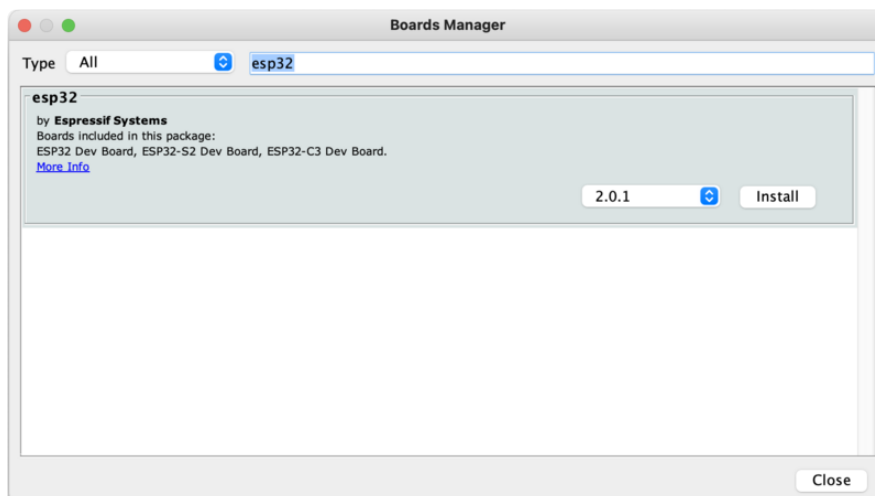 Boards Manager
Type All esp32
esp32
by Espressif Systems
Boards included in this package:
ESP32 Dev Board, ESP32-S2 Dev Board, ESP32-C3 Dev Board.
More Info
2.0.1 Install
Close